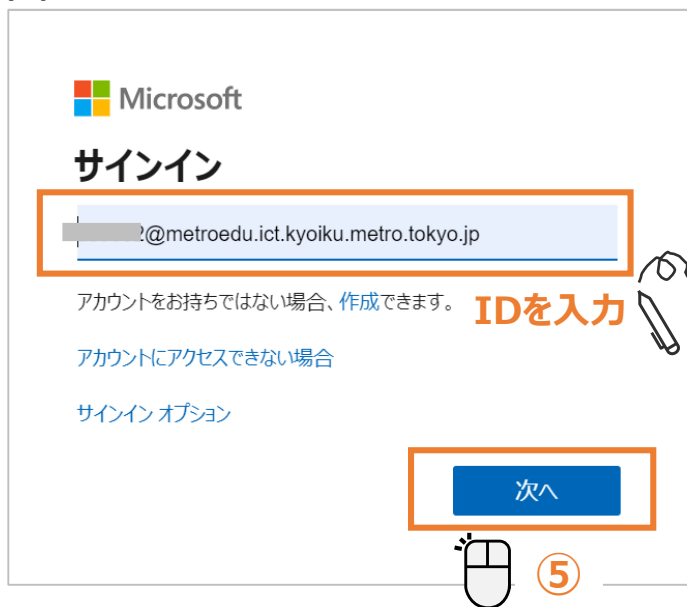 Microsoft
サインイン
@metroedu.ict.kyoiku.metro.tokyo.jp
アカウントをお持ちではない場合、作成できます。
IDを入力
アカウントにアクセスできない場合
サインイン オプション
次へ
⑤